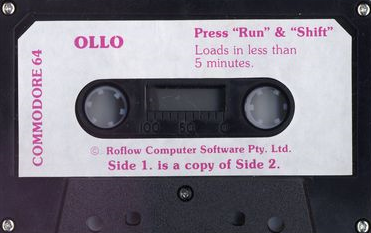 OLLO
Press "Run" & "Shift"
Loads in less than
5 minutes.
COMMODORE 64
100 50 0
© Roflow Computer Software Pty. Ltd.
Side 1. is a copy of Side 2.